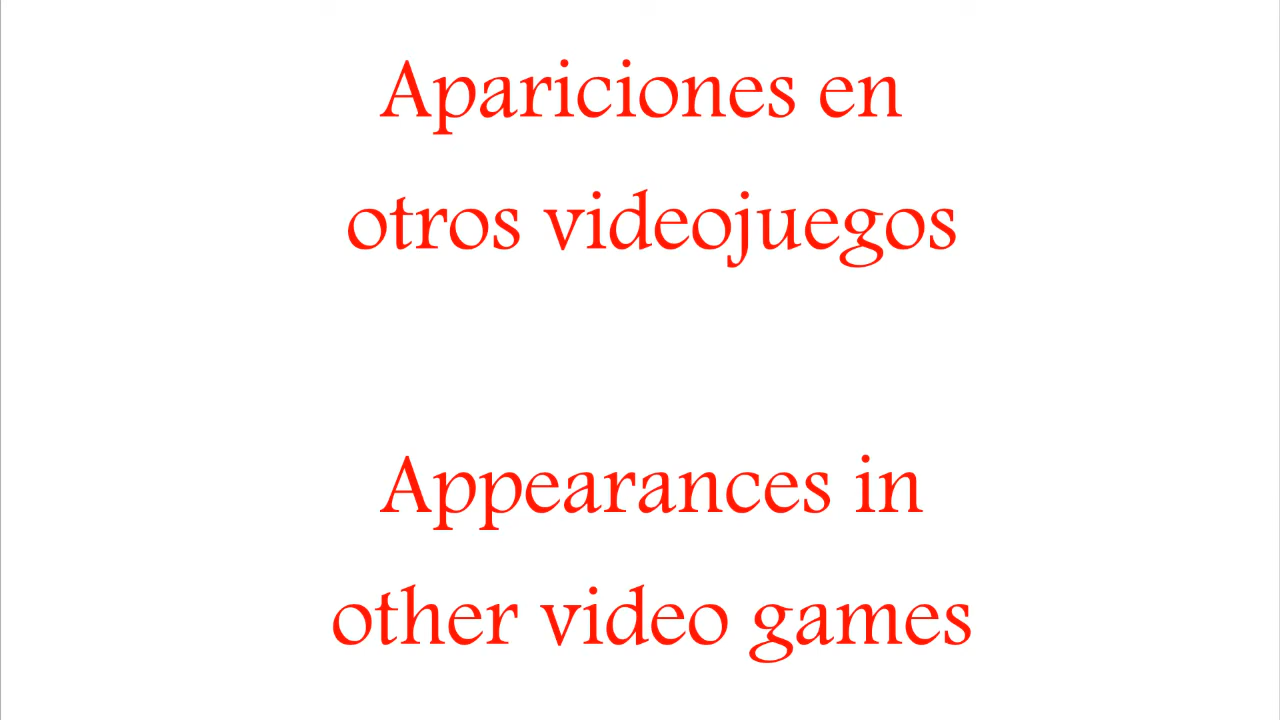 Apariciones en
otros videojuegos
Appearances in
other video games